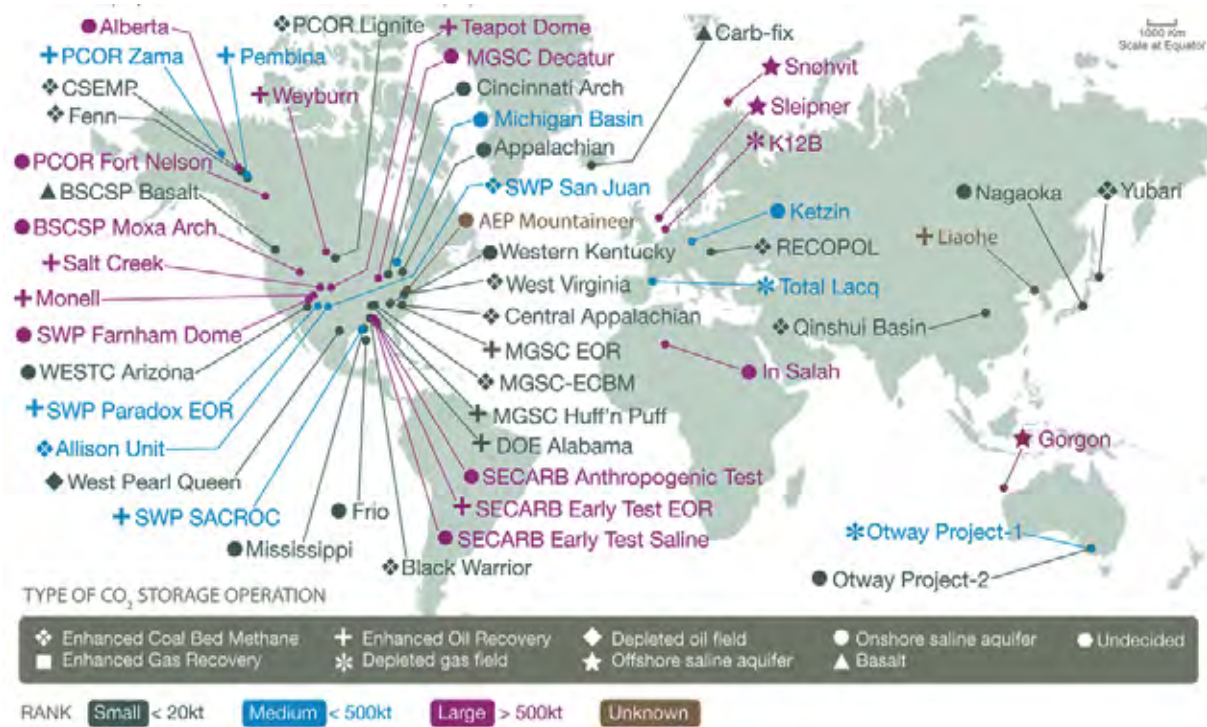 Alberta
PCOR Zama
CSEMP
Fenn
PCOR Fort Nelson
BSCSP Basalt
BSCSP Moxa Arch
Salt Creek
Monell
SWP Farnham Dome
WESTC Arizona
SWP Paradox EOR
Allison Unit
West Pearl Queen
SWP SACROC
Mississippi
Frio
PCOR Lignite
Pembina
Weyburn
Teapot Dome
MGSC Decatur
Cincinnati Arch
Michigan Basin
Appalachian
SWP San Juan
AEP Mountaineer
Western Kentucky
West Virginia
Central Appalachian
MGSC EOR
MGSC-ECBM
MGSC Huff'n Puff
DOE Alabama
SECARB Anthropogenic Test
SECARB Early Test EOR
SECARB Early Test Saline
Black Warrior
Carb-fix
Snøhvit
Sleipner
K12B
Ketzin
RECOPOL
Total Lacq
In Salah
Nagaoka
Yubari
Liaohe
Qinshui Basin
Gorgon
Otway Project-1
Otway Project-2
1000 Km
Scale at Equator
TYPE OF CO₂ STORAGE OPERATION
Enhanced Coal Bed Methane
Enhanced Oil Recovery
Depleted oil field
Onshore saline aquifer
Undecided
Enhanced Gas Recovery
Depleted gas field
Offshore saline aquifer
Basalt
RANK Small < 20kt Medium < 500kt Large > 500kt Unknown